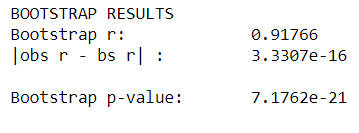 BOOTSTRAP RESULTS
Bootstrap r: 0.91766
|obs r - bs r| : 3.3307e-16
Bootstrap p-value: 7.1762e-21